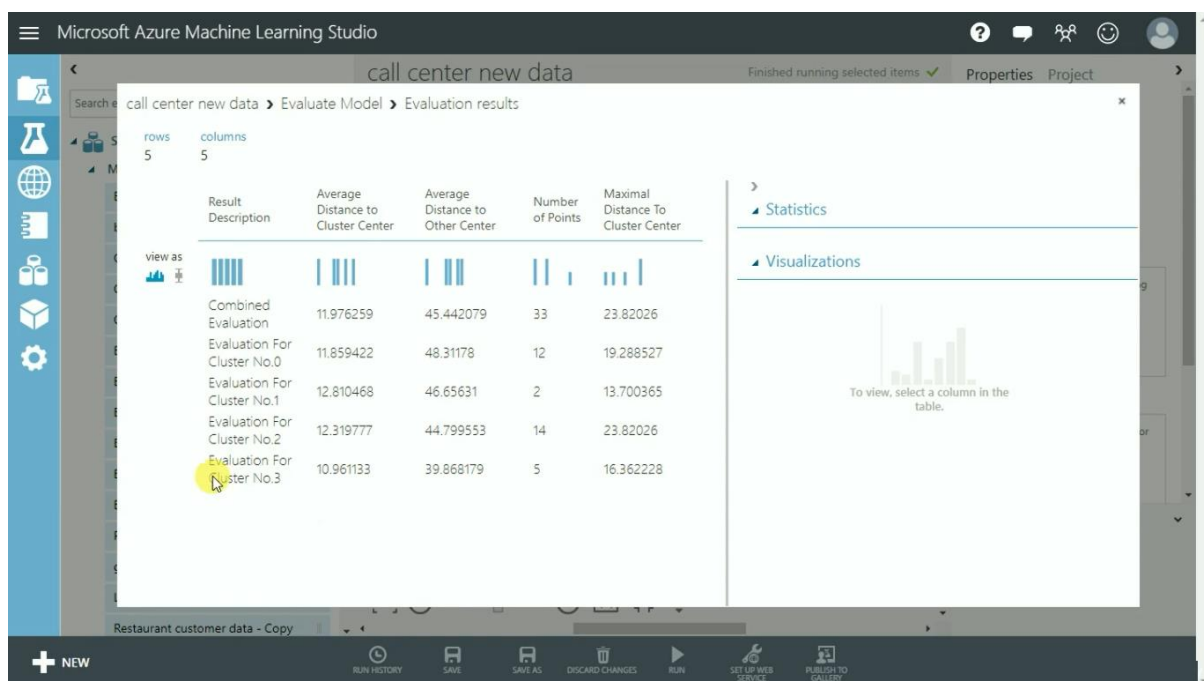 Microsoft Azure Machine Learning Studio
call center new data
Finished running selected items
Properties Project
Search e
call center new data > Evaluate Model > Evaluation results
×
rows columns
5 5
Result
Description
Average
Distance to
Cluster Center
Average
Distance to
Other Center
Number
of Points
Maximal
Distance To
Cluster Center
view as
Combined
Evaluation
11.976259 45.442079 33 23.82026
Evaluation For
Cluster No.0
11.859422 48.31178 12 19.288527
Evaluation For
Cluster No.1
12.810468 46.65631 2 13.700365
Evaluation For
Cluster No.2
12.319777 44.799553 14 23.82026
Evaluation For
Cluster No.3
10.961133 39.868179 5 16.362228
Statistics
Visualizations
To view, select a column in the
table.
Restaurant customer data - Copy
NEW
RUN HISTORY
SAVE
SAVE AS
DISCARD CHANGES
RUN
SET UP WEB
SERVICE
PUBLISH TO
GALLERY